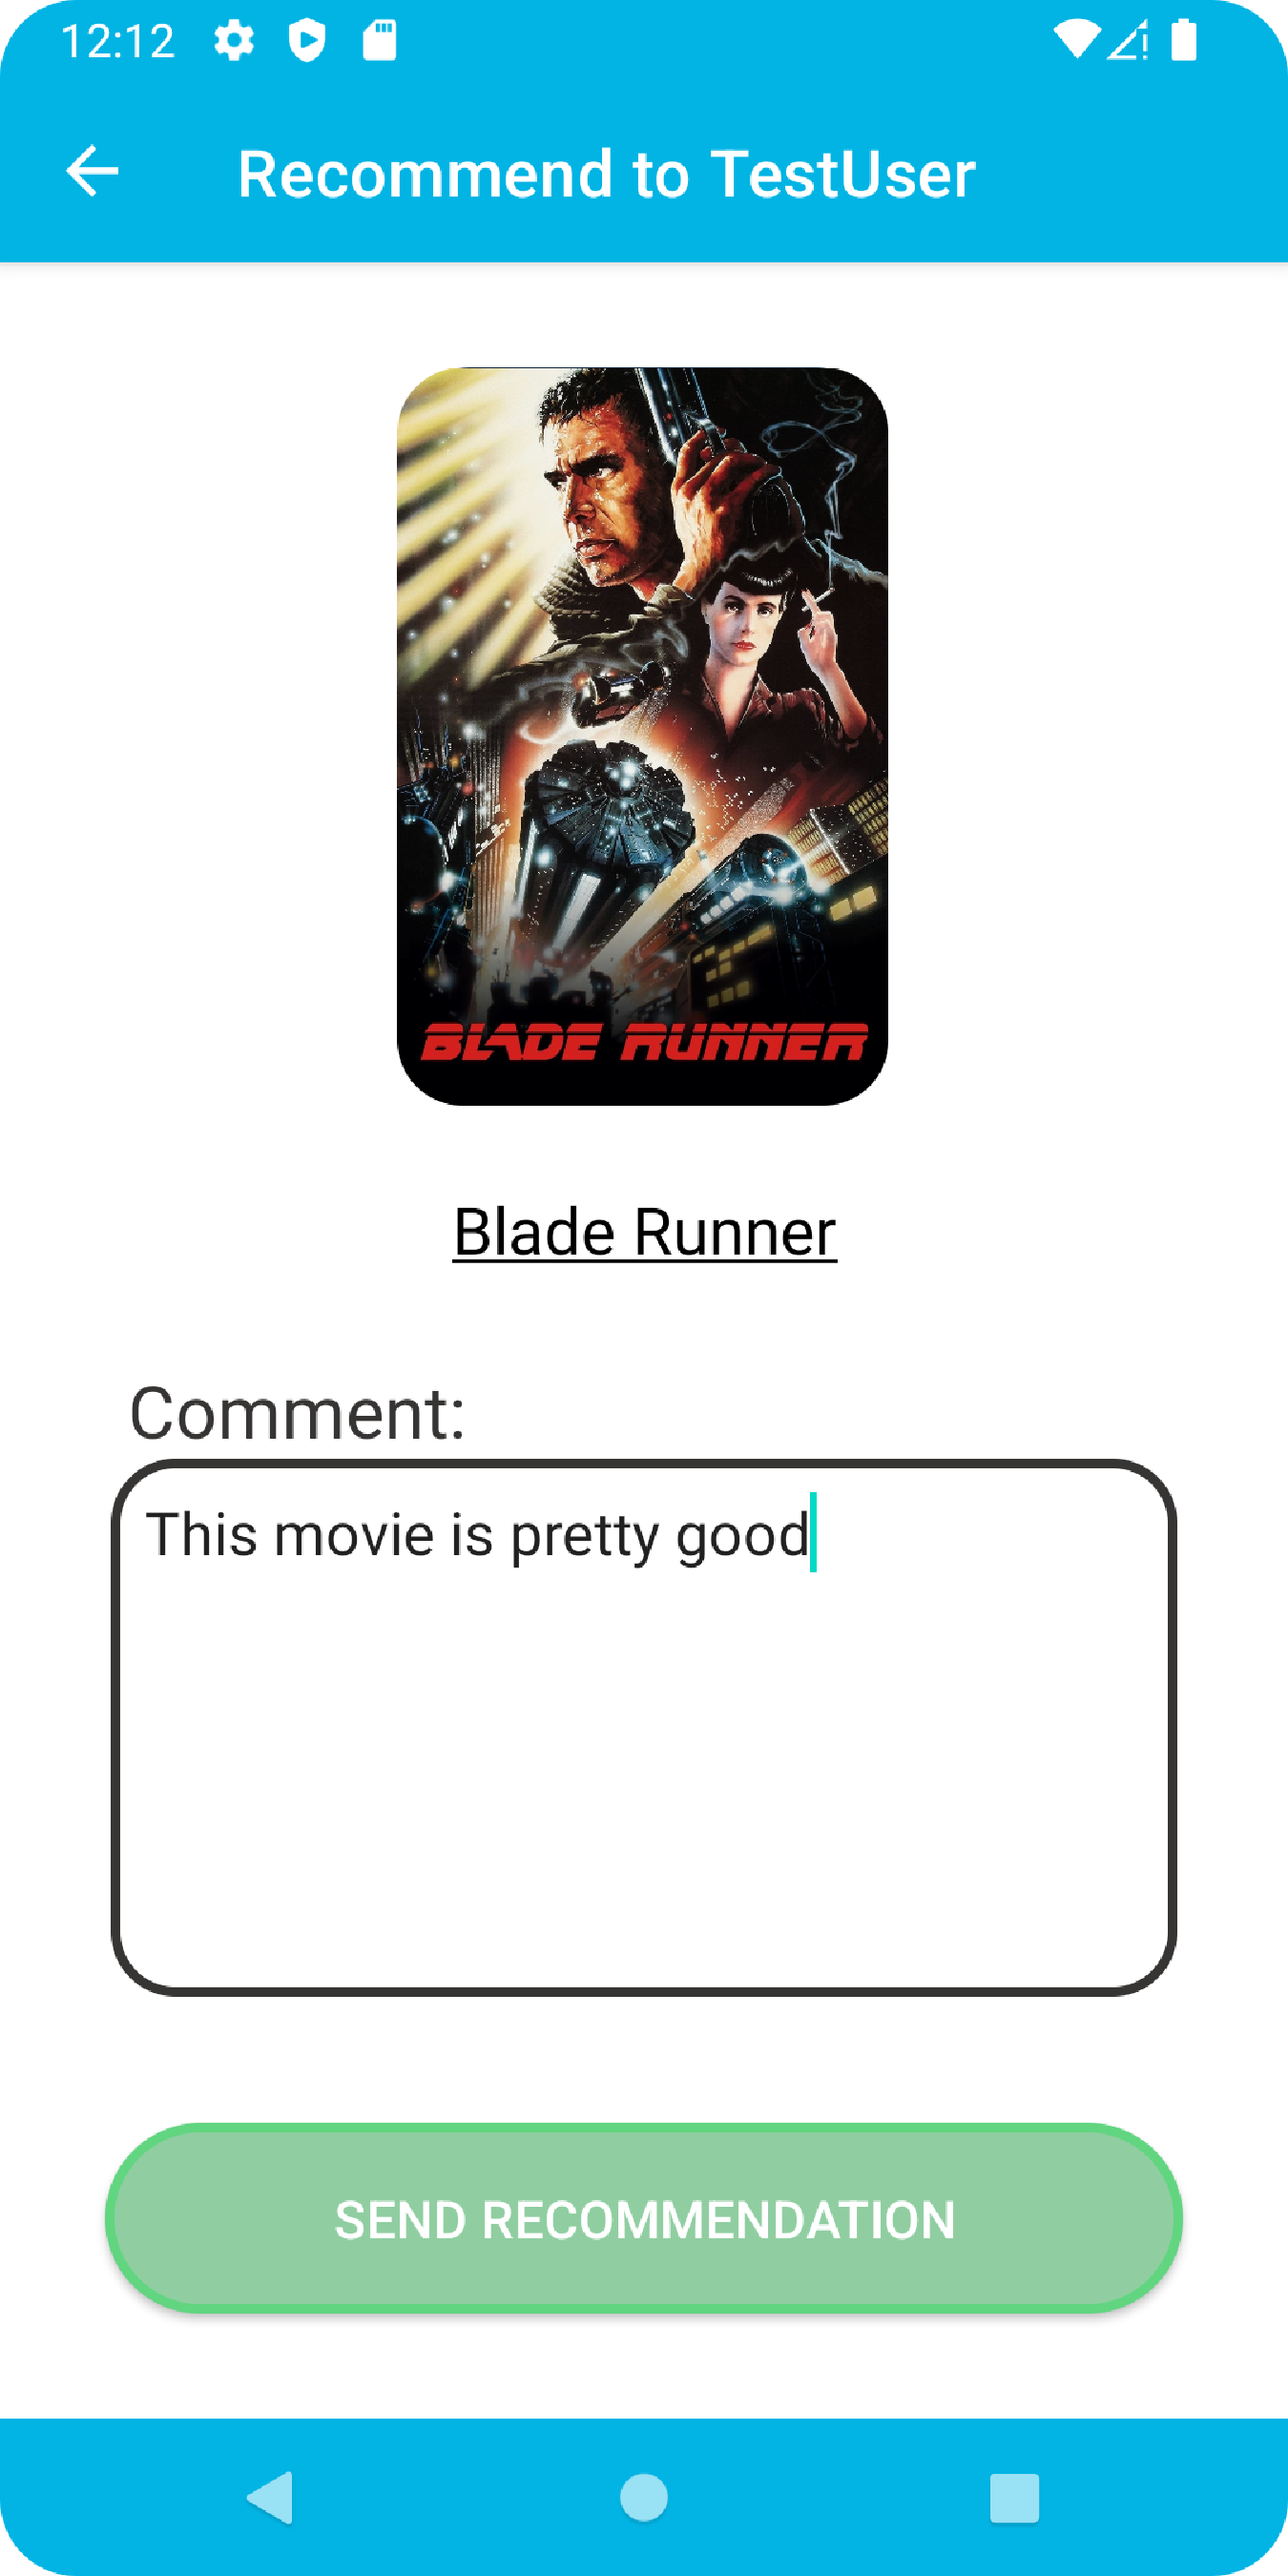 12:12
Recommend to TestUser
BLADE RUNNER
Blade Runner
Comment:
This movie is pretty good
SEND RECOMMENDATION